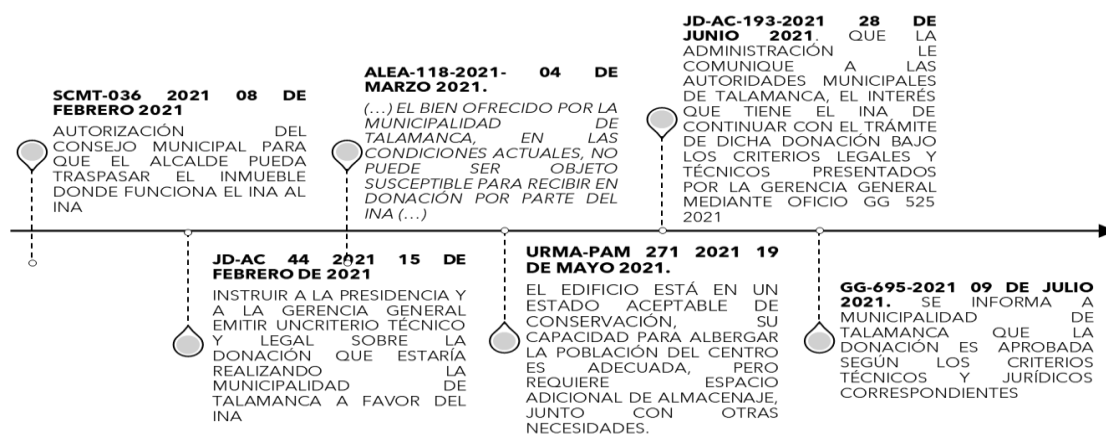 SCMT-036 2021 08 DE
FEBRERO 2021
AUTORIZACIÓN DEL
CONSEJO MUNICIPAL PARA
QUE EL ALCALDE PUEDA
TRASPASAR EL INMUEBLE
DONDE FUNCIONA EL INA AL
INA
JD-AC 44 2021 15 DE
FEBRERO DE 2021
INSTRUIR A LA PRESIDENCIA Y
A LA GERENCIA GENERAL
EMITIR UNCRITERIO TÉCNICO
Y LEGAL SOBRE LA
DONACIÓN QUE ESTARÍA
REALIZANDO LA
MUNICIPALIDAD DE
TALAMANCA A FAVOR DEL
INA
ALEA-118-2021- 04 DE
MARZO 2021.
(...) EL BIEN OFRECIDO POR LA
MUNICIPALIDAD DE
TALAMANCA, EN LAS
CONDICIONES ACTUALES, NO
PUEDE SER OBJETO
SUSCEPTIBLE PARA RECIBIR EN
DONACIÓN POR PARTE DEL
INA (...)
URMA-PAM 271 2021 19
DE MAYO 2021.
EL EDIFICIO ESTÁ EN UN
ESTADO ACEPTABLE DE
CONSERVACIÓN, SU
CAPACIDAD PARA ALBERGAR
LA POBLACIÓN DEL CENTRO
ES ADECUADA, PERO
REQUIERE ESPACIO
ADICIONAL DE ALMACENAJE,
JUNTO CON OTRAS
NECESIDADES.
JD-AC-193-2021 28 DE
JUNIO 2021. QUE LA
ADMINISTRACIÓN LE
COMUNIQUE A LAS
AUTORIDADES MUNICIPALES
DE TALAMANCA, EL INTERÉS
QUE TIENE EL INA DE
CONTINUAR CON EL TRÁMITE
DE DICHA DONACIÓN BAJO
LOS CRITERIOS LEGALES Y
TÉCNICOS PRESENTADOS
POR LA GERENCIA GENERAL
MEDIANTE OFICIO GG 525
2021
GG-695-2021 09 DE JULIO
2021. SE INFORMA A
MUNICIPALIDAD DE
TALAMANCA QUE LA
DONACIÓN ES APROBADA
SEGÚN LOS CRITERIOS
TÉCNICOS Y JURÍDICOS
CORRESPONDIENTES